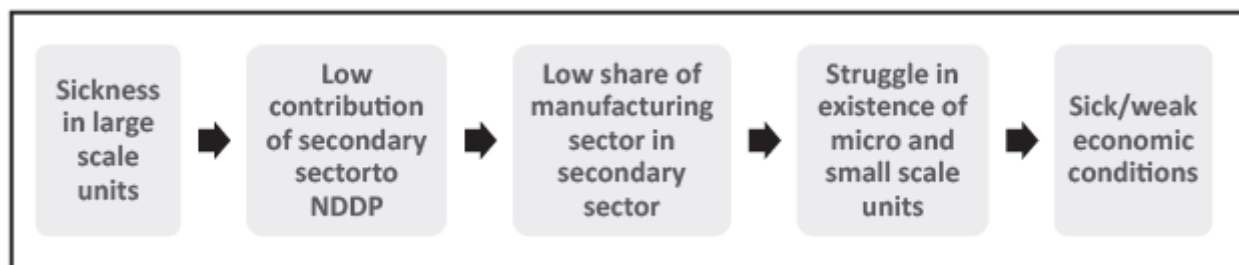 Sickness
in large
scale
units
Low
contribution
of secondary
sectorto
NDDP
Low share of
manufacturing
sector in
secondary
sector
Struggle in
existence of
micro and
small scale
units
Sick/weak
economic
conditions